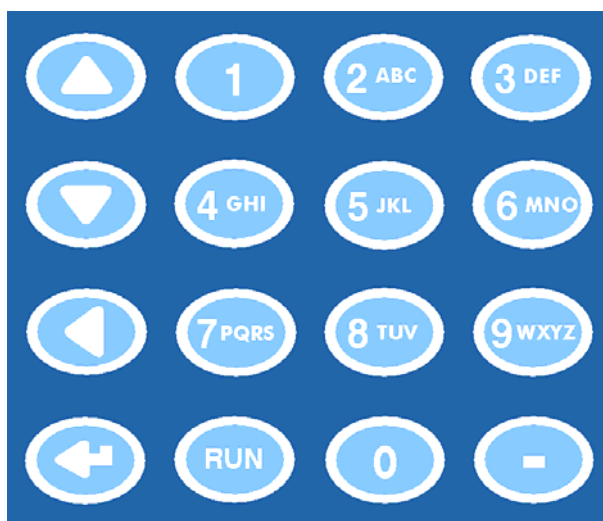 1 2 ABC 3 DEF
4 GHI 5 JKL 6 MNO
7 PQRS 8 TUV 9 WXYZ
RUN 0 -